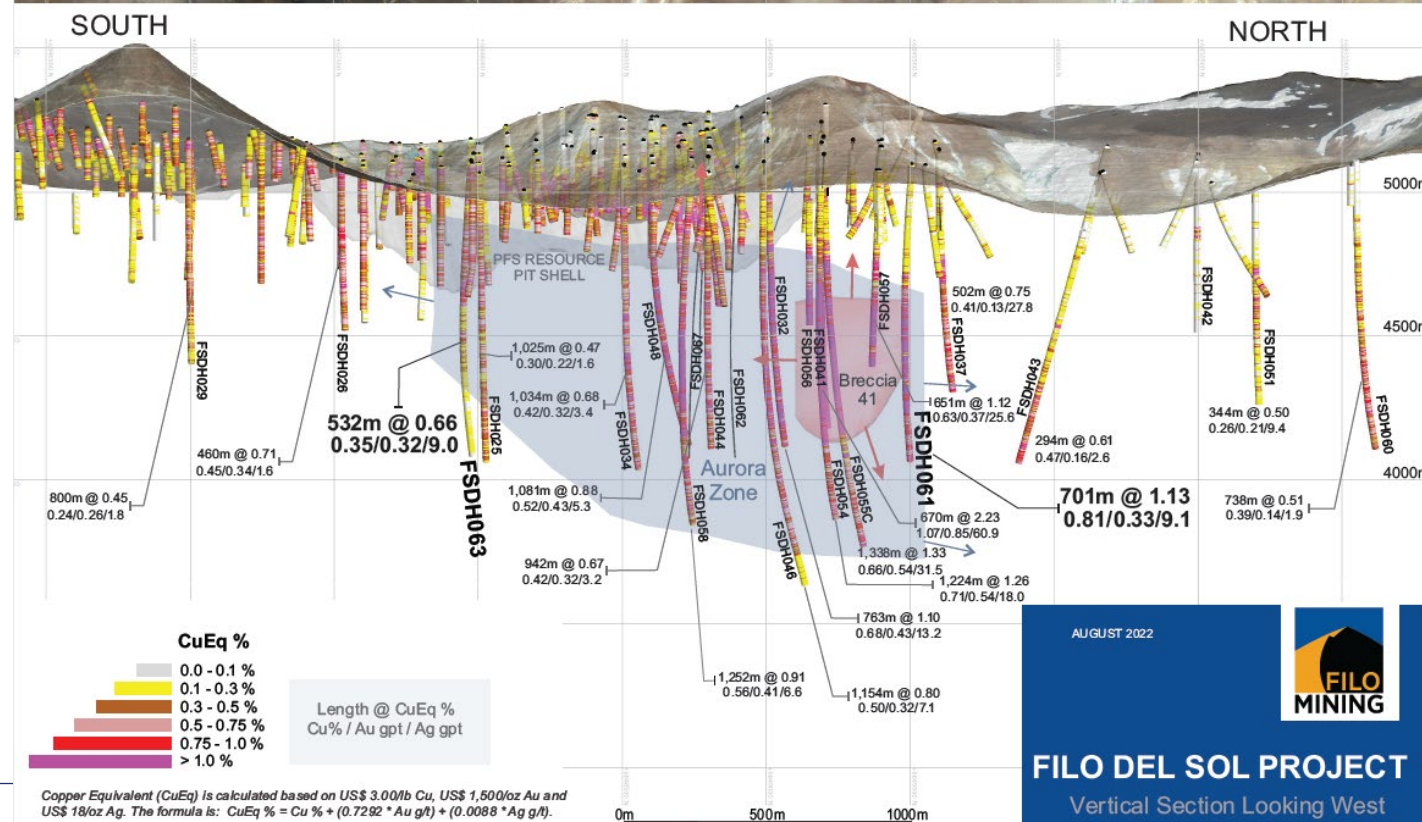 SOUTH
NORTH
5000m
4500m
4000m
PFS RESOURCE
PIT SHELL
Aurora
Zone
Breccia
41
FSDH029
FSDH026
FSDH063
FSDH025
FSDH034
FSDH048
FSDH058
FSDH067
FSDH044
FSDH062
FSDH032
FSDH046
FSDH056
FSDH041
FSDH054
FSDH055C
FSDH057
FSDH061
FSDH037
FSDH043
FSDH042
FSDH051
FSDH060
800m @ 0.45
0.24/0.26/1.8
460m @ 0.71
0.45/0.34/1.6
532m @ 0.66
0.35/0.32/9.0
1,025m @ 0.47
0.30/0.22/1.6
1,034m @ 0.68
0.42/0.32/3.4
1,081m @ 0.88
0.52/0.43/5.3
942m @ 0.67
0.42/0.32/3.2
1,252m @ 0.91
0.56/0.41/6.6
1,154m @ 0.80
0.50/0.32/7.1
763m @ 1.10
0.68/0.43/13.2
1,224m @ 1.26
0.71/0.54/18.0
1,338m @ 1.33
0.66/0.54/31.5
670m @ 2.23
1.07/0.85/60.9
651m @ 1.12
0.63/0.37/25.6
502m @ 0.75
0.41/0.13/27.8
701m @ 1.13
0.81/0.33/9.1
294m @ 0.61
0.47/0.16/2.6
344m @ 0.50
0.26/0.21/9.4
738m @ 0.51
0.39/0.14/1.9
CuEq %
0.0 - 0.1 %
0.1 - 0.3 %
0.3 - 0.5 %
0.5 - 0.75 %
0.75 - 1.0 %
> 1.0 %
Length @ CuEq %
Cu% / Au gpt / Ag gpt
Copper Equivalent (CuEq) is calculated based on US$ 3.00/lb Cu, US$ 1,500/oz Au and
US$ 18/oz Ag. The formula is: CuEq % = Cu % + (0.7292 * Au g/t) + (0.0088 * Ag g/t).
0m
500m
1000m
AUGUST 2022
FILO
MINING
FILO DEL SOL PROJECT
Vertical Section Looking West